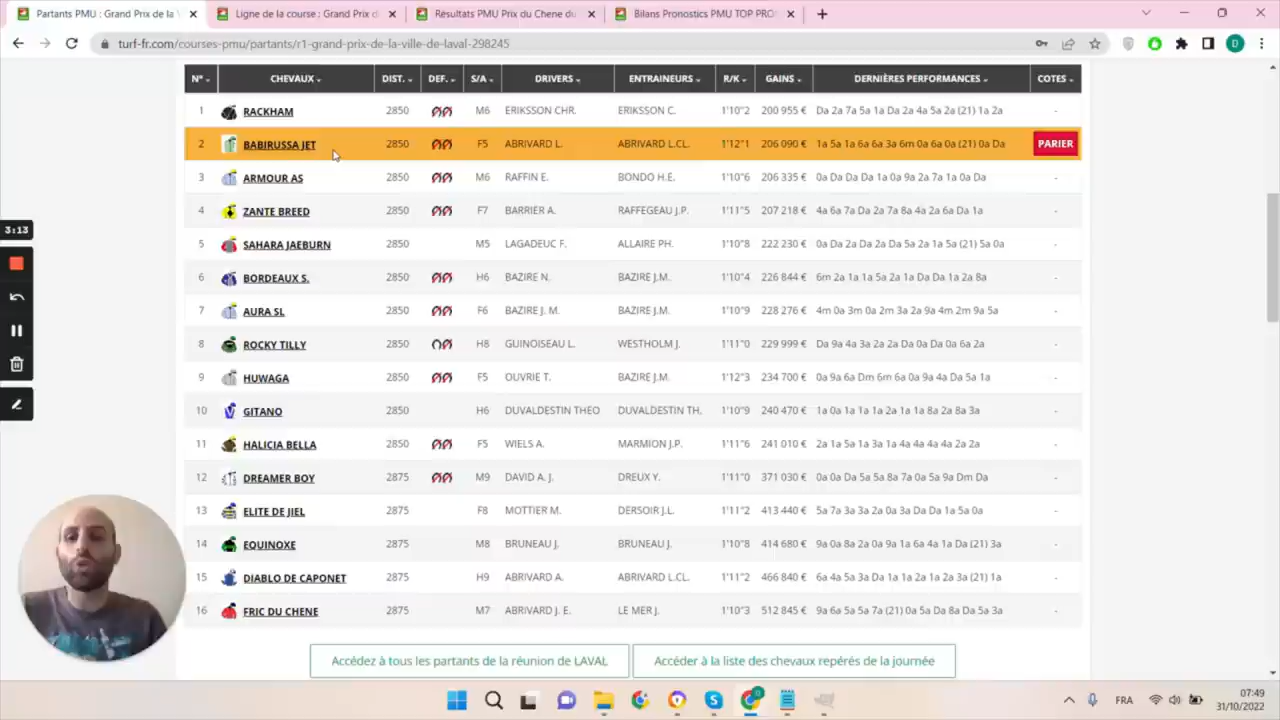 Partants PMU : Grand Prix de la V
Ligne de la course : Grand Prix d
Résultats PMU Prix du Chene du
Bilans Pronostics PMU TOP PRO
turf-fr.com/courses-pmu/partants/r1-grand-prix-de-la-ville-de-laval-298245
D
N° CHEVAUX DIST. DEF. S/A DRIVERS ENTRAINEURS R/K GAINS DERNIÈRES PERFORMANCES COTES
1 RACKHAM 2850 M6 ERIKSSON CHR. ERIKSSON C. 1'10"2 200 955 € Da 2a 7a 5a 1a Da 2a 4a 5a 2a (21) 1a 2a -
2 BABIRUSSA JET 2850 F5 ABRIVARD L. ABRIVARD L.CL. 1'12"1 206 090 € 1a 5a 1a 6a 6a 3a 6m 0a 6a 0a (21) 0a Da PARIER
3 ARMOUR AS 2850 M6 RAFFIN E. BONDO H.E. 1'10"6 206 335 € 0a Da Da Da 1a 0a 9a 2a 7a 1a 0a Da -
4 ZANTE BREED 2850 F7 BARRIER A. RAFFEGEAU J.P. 1'11"5 207 218 € 4a 6a 7a Da 2a 7a 8a 4a 2a 6a Da 1a -
5 SAHARA JAEBURN 2850 M5 LAGADEUC F. ALLAIRE PH. 1'10"8 222 230 € 0a Da 2a Da 2a Da 5a 2a 1a 5a (21) 5a 0a -
6 BORDEAUX S. 2850 H6 BAZIRE N. BAZIRE J.M. 1'10"4 226 844 € 6m 2a 1a 1a 5a 2a 1a Da Da 1a 2a 8a -
7 AURA SL 2850 F6 BAZIRE J. M. BAZIRE J.M. 1'10"7 228 276 € 4m 0a 3m 0a 2m 3a 2a 9a 4m 2m 9a 5a -
8 ROCKY TILLY 2850 H8 GUINOISEAU L. WESTHOLM J. 1'11"0 229 999 € Da 9a 4a 3a 2a 2a Da 0a Da 0a 6a 2a -
9 HUWAGA 2850 F5 OUVRIE T. BAZIRE J.M. 1'12"3 234 700 € 0a 9a 6a Dm 6m 6a 0a 9a 4a Da 5a 1a -
10 GITANO 2850 H6 DUVALDESTIN THEO DUVALDESTIN TH. 1'10"9 240 470 € 1a 0a 1a 1a 1a 2a 1a 1a 8a 2a 8a 3a -
11 HALICIA BELLA 2850 F5 WIELS A. MARMION J.P. 1'11"6 241 010 € 2a 1a 5a 1a 3a 1a 4a 4a 4a 4a 2a 2a -
12 DREAMER BOY 2875 M9 DAVID A. J. DREUX Y. 1'11"0 371 030 € 0a 0a Da 5a 5a 8a 7a 0a 5a 9a Dm Da -
13 ELITE DE JIEL 2875 F8 MOTTIER M. DERSOIR J.L. 1'11"2 413 440 € 5a 7a 3a 3a 2a 0a 3a Da Da 1a 5a 0a -
14 EQUINOXE 2875 M8 BRUNEAU J. BRUNEAU J. 1'10"8 414 680 € 9a 0a 8a 2a 0a 9a 1a 6a 4a 1a Da (21) 3a -
15 DIABLO DE CAPONET 2875 H9 ABRIVARD A. ABRIVARD L.CL. 1'11"2 466 840 € 6a 4a 5a 3a Da 1a 1a 2a 1a 2a 3a (21) 1a -
16 FRIC DU CHENE 2875 M7 ABRIVARD J. E. LE MER J. 1'10"3 512 845 € 9a 6a 5a 5a 7a (21) 0a 5a Da 8a Da 5a 3a -
3:13
Accédez à tous les partants de la réunion de LAVAL
Accéder à la liste des chevaux repérés de la journée
FRA
07:49
31/10/2022